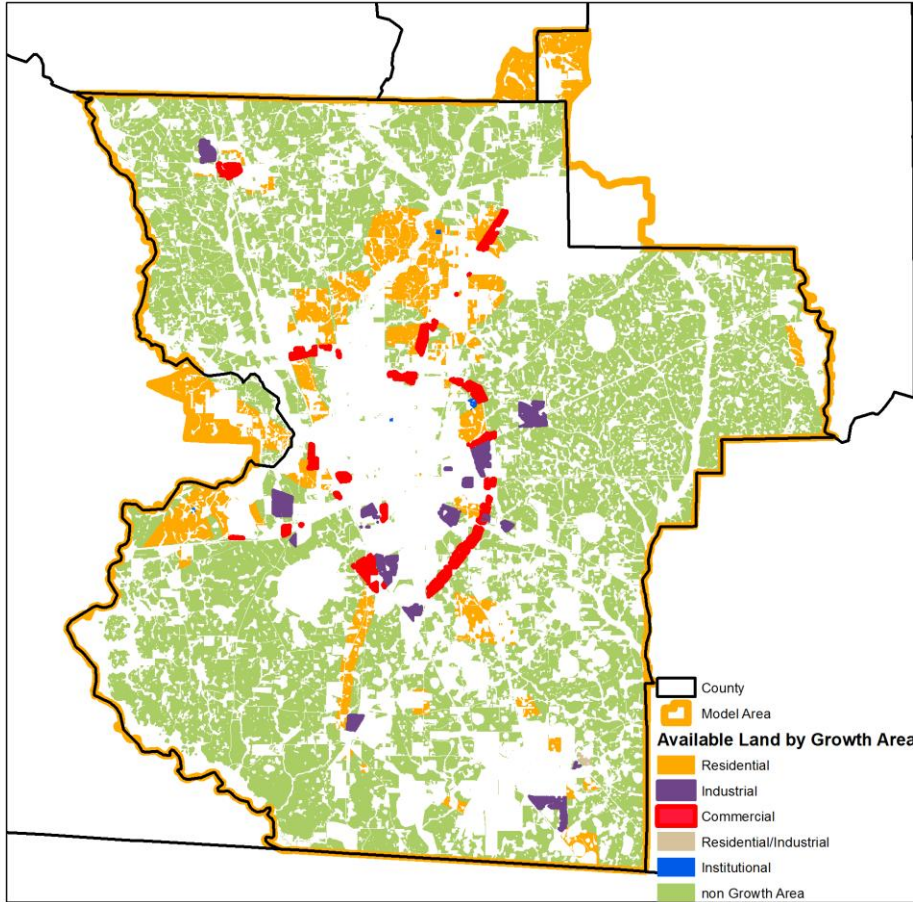 County
Model Area
Available Land by Growth Area
Residential
Industrial
Commercial
Residential/Industrial
Institutional
non Growth Area